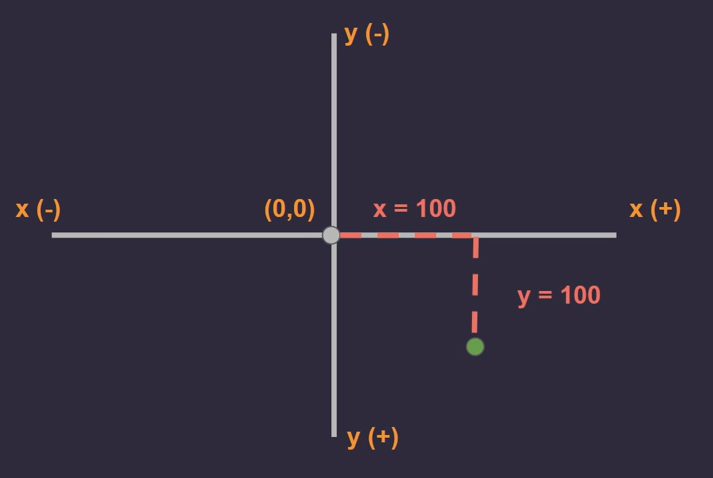 y (-)
x (-)
(0,0)
x = 100
x (+)
y = 100
y (+)